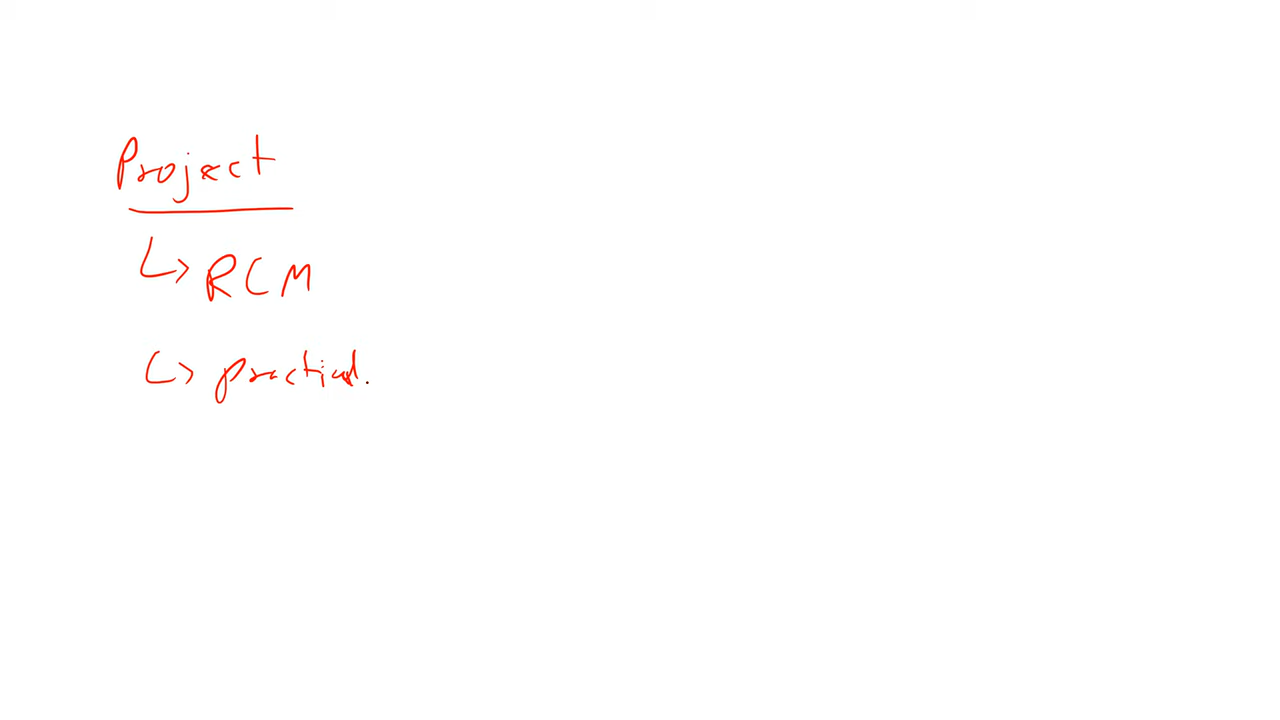 Project
↳ RCM
↳ practical.